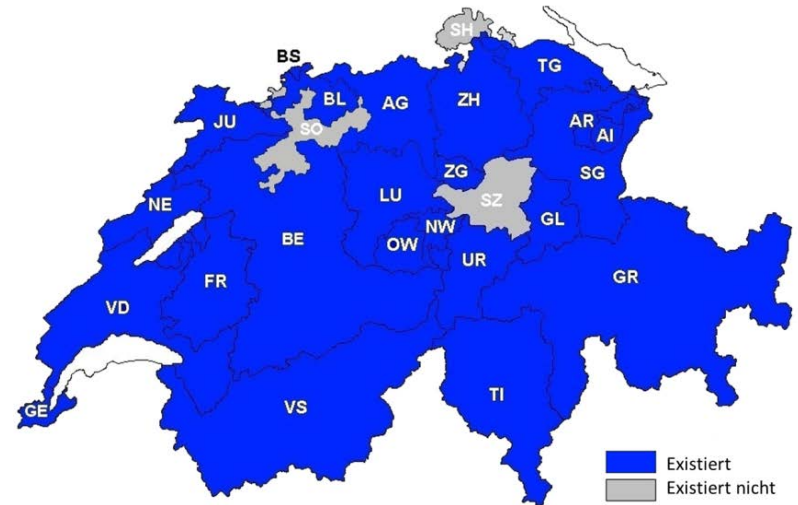 SH
BS
TG
BL
AG
ZH
JU
SO
AR
AI
ZG
SG
LU
SZ
NE
GL
NW
BE
OW
UR
FR
GR
VD
VS
TI
GE
Existiert
Existiert nicht